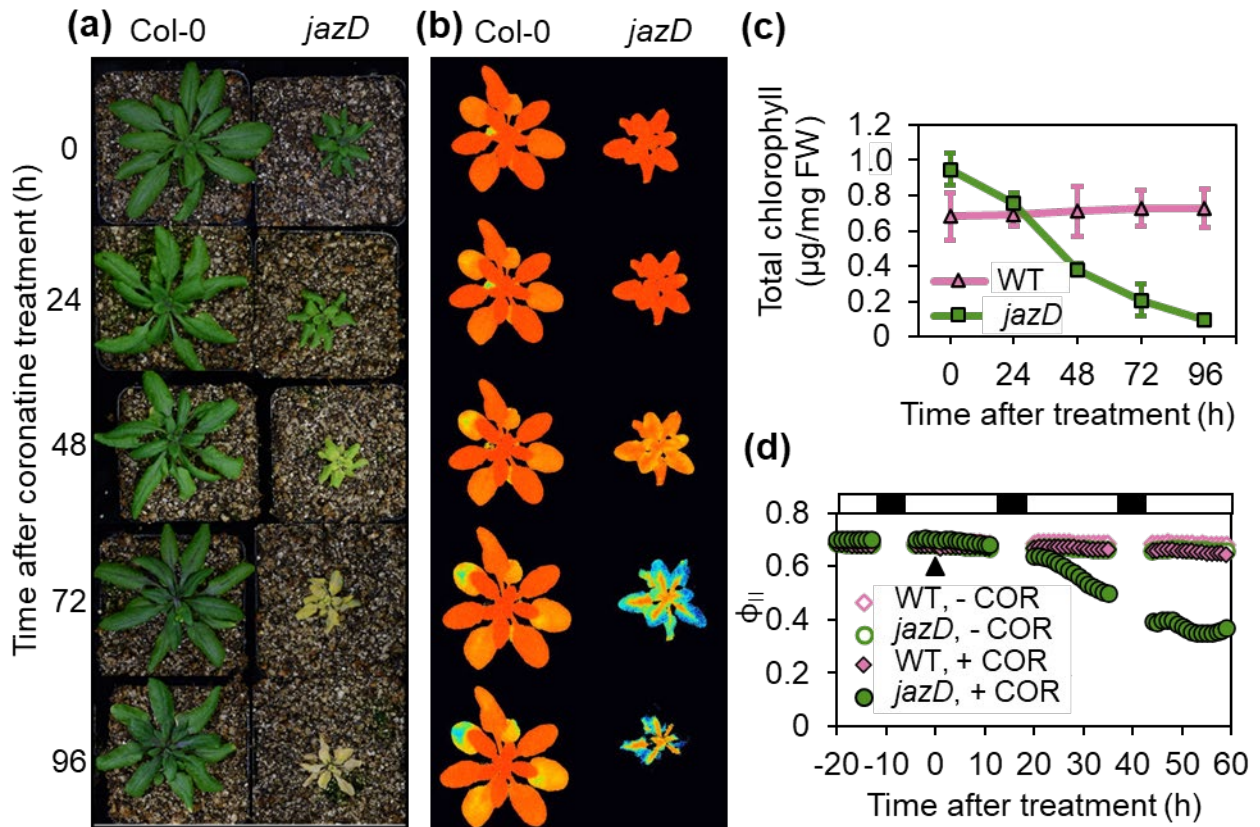 (a) Col-0 jazD
Time after coronatine treatment (h)
0
24
48
72
96
(b) Col-0 jazD
(c)
Total chlorophyll
(µg/mg FW)
1.2
1.0
0.8
0.6
0.4
0.2
0
WT
jazD
0 24 48 72 96
Time after treatment (h)
(d)
ϕII
0.8
0.6
0.4
0.2
0
WT, - COR
jazD, - COR
WT, + COR
jazD, + COR
-20 -10 0 10 20 30 40 50 60
Time after treatment (h)